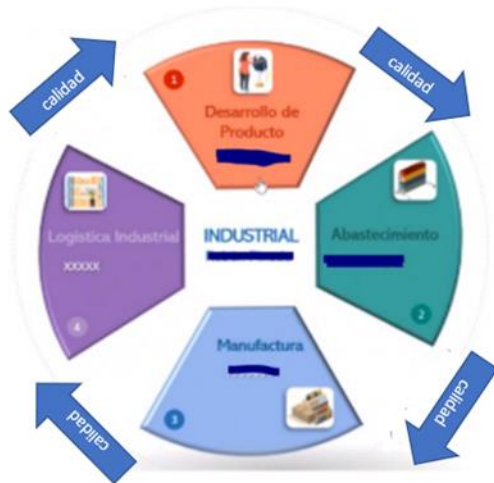 calidad
calidad
1
Desarrollo de
Producto
Logistica Industrial
xxxxx
4
INDUSTRIAL
Abastecimiento
2
Manufactura
3
calidad
calidad